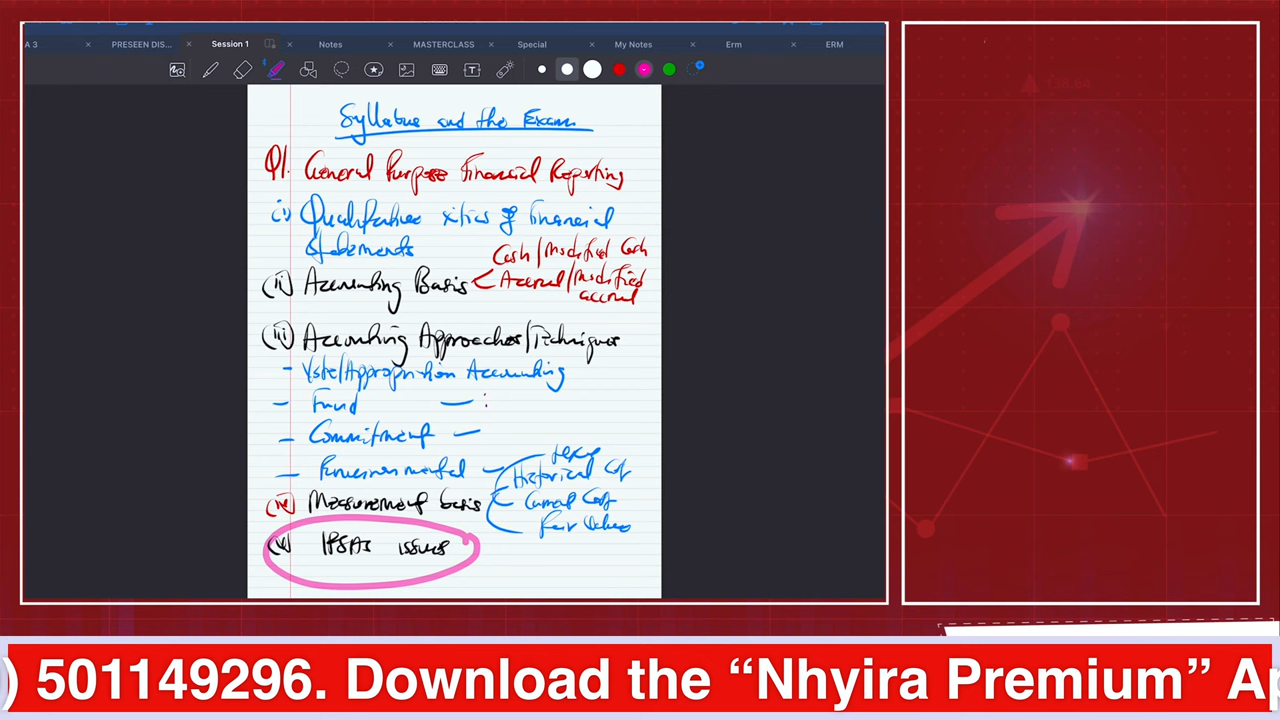 A 3 PRESEEN DIS... Session 1 Notes MASTERCLASS Special My Notes Erm ERM
Syllabus and the Exam
Q1. General Purpose Financial Reporting
(i) Qualitative xtics of Financial
Statements
(ii) Accounting Basis < Cash/Modified Cash
Accrual/Modified
accrual
(iii) Accounting Approaches/Techniques
- Vote/Appropriation Accounting
- Fund — :
- Commitment —
(iv) Measurement basis
Historical Cost
Current Cost
Fair Value
(v) IPSAS issues
) 501149296. Download the “Nhyira Premium” Ap